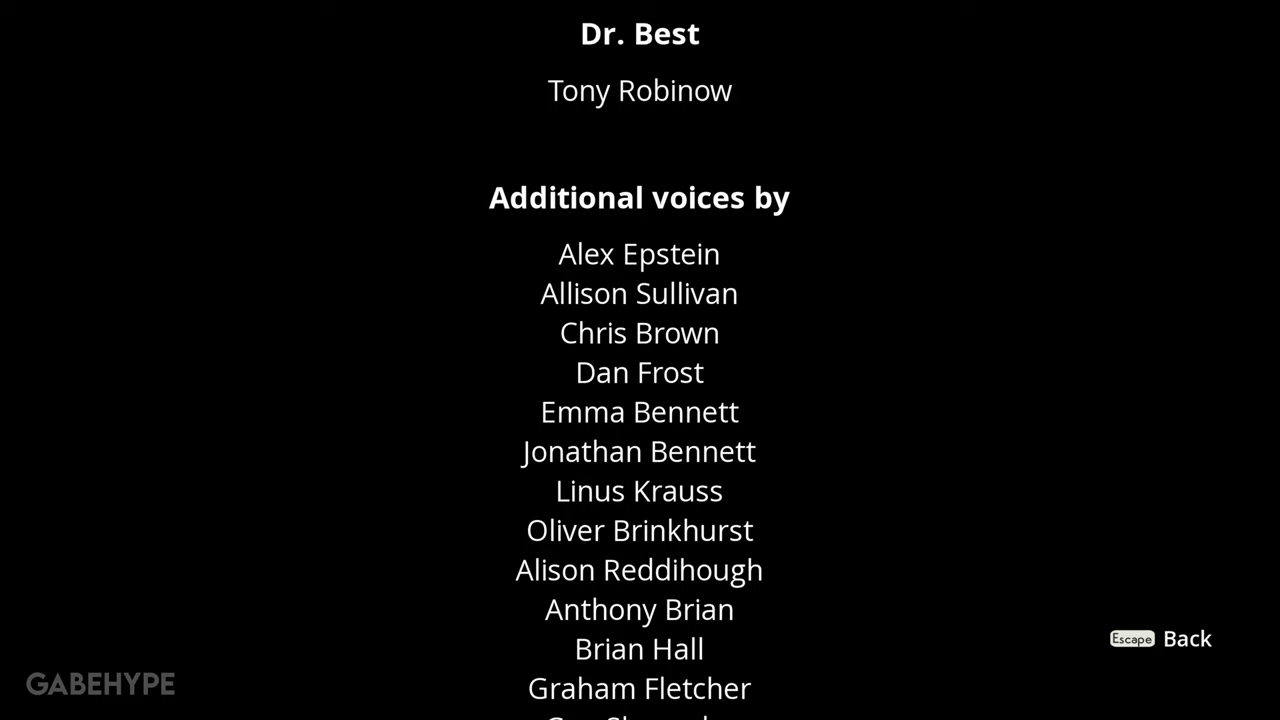 Dr. Best
Tony Robinow
Additional voices by
Alex Epstein
Allison Sullivan
Chris Brown
Dan Frost
Emma Bennett
Jonathan Bennett
Linus Krauss
Oliver Brinkhurst
Alison Reddihough
Anthony Brian
Brian Hall
Escape Back
Graham Fletcher
GABEHYPE